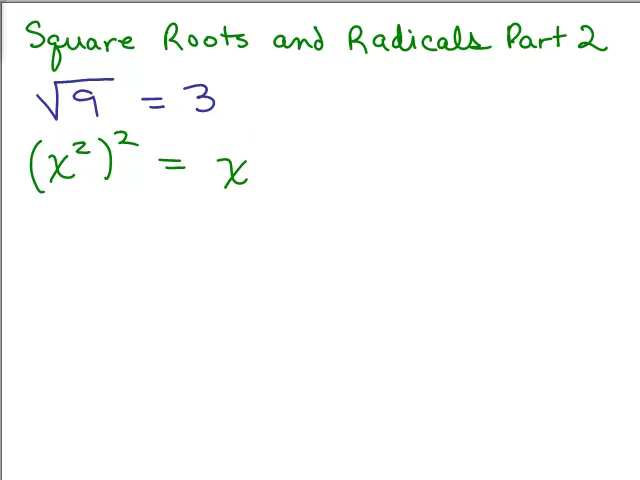 Square Roots and Radicals Part 2
√9 = 3
(x²)² = x